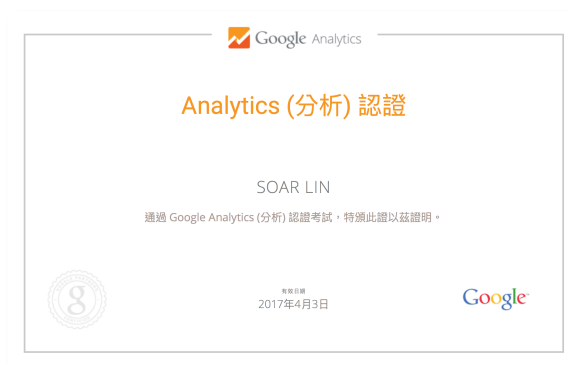 Google Analytics
Analytics (分析) 認證
SOAR LIN
通過 Google Analytics (分析) 認證考試，特頒此證以茲證明。
有效日期
2017年4月3日
g
Google